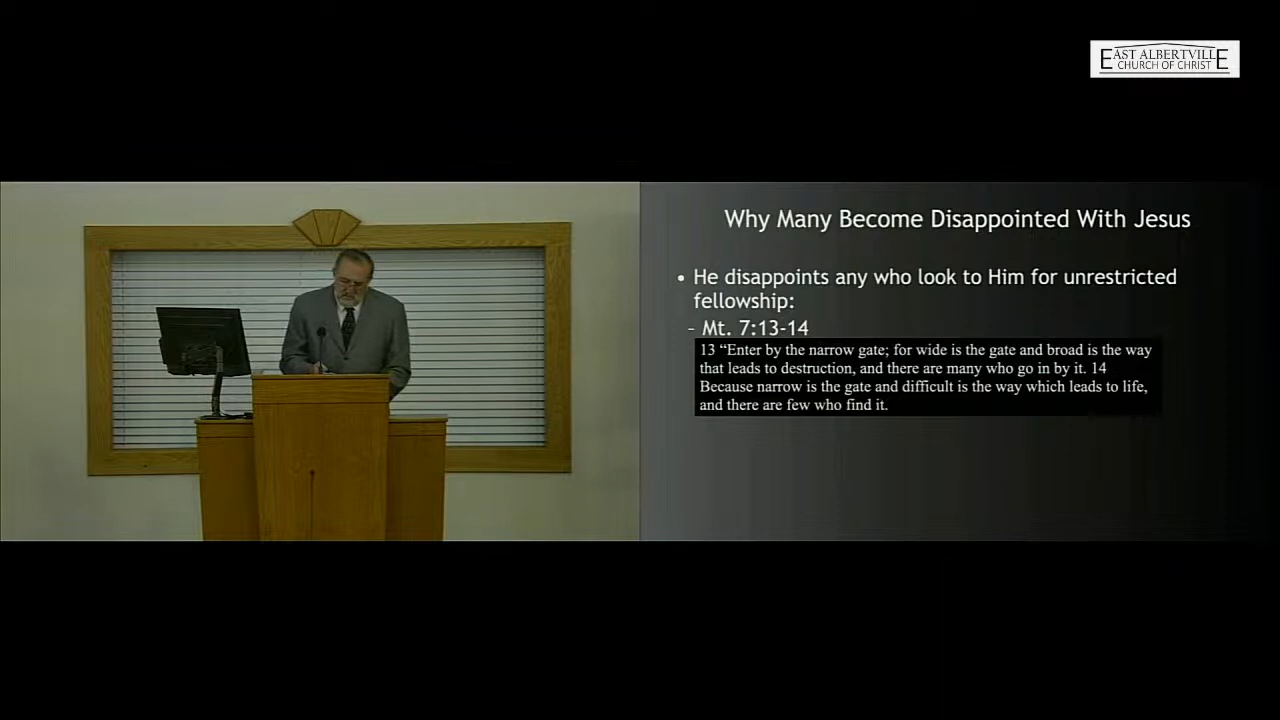 EAST ALBERTVILLE
CHURCH OF CHRIST
Why Many Become Disappointed With Jesus
• He disappoints any who look to Him for unrestricted
fellowship:
– Mt. 7:13-14
13 “Enter by the narrow gate; for wide is the gate and broad is the way
that leads to destruction, and there are many who go in by it. 14
Because narrow is the gate and difficult is the way which leads to life,
and there are few who find it.